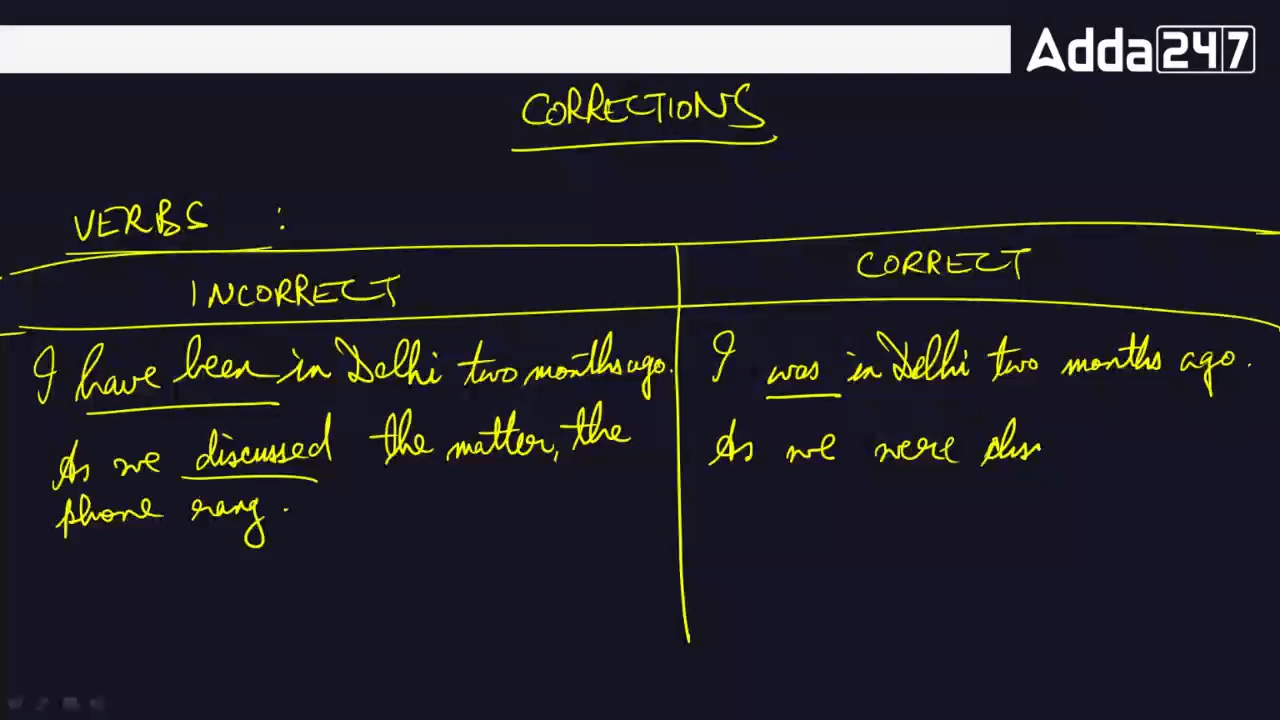 Adda247
CORRECTIONS
VERBS :
INCORRECT
CORRECT
I have been in Delhi two months ago.
I was in Delhi two months ago.
As we discussed the matter, the
phone rang.
As we were dis